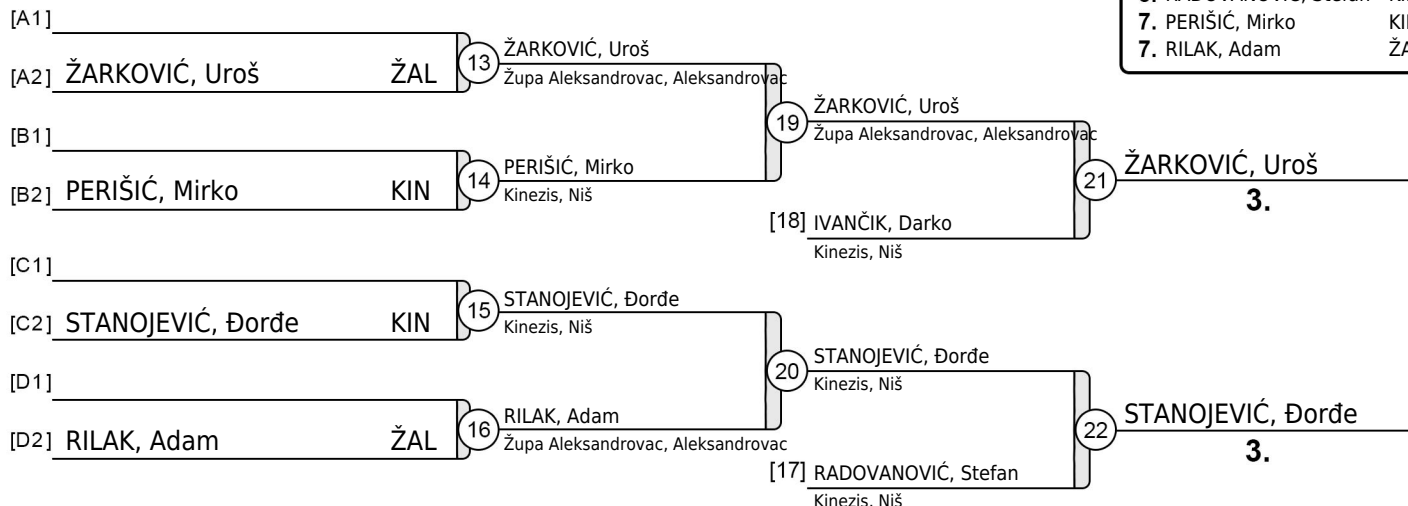 [A1]
[A2] ŽARKOVIĆ, Uroš ŽAL
[B1]
[B2] PERIŠIĆ, Mirko KIN
[C1]
[C2] STANOJEVIĆ, Đorđe KIN
[D1]
[D2] RILAK, Adam ŽAL
13 ŽARKOVIĆ, Uroš
Župa Aleksandrovac, Aleksandrovac
14 PERIŠIĆ, Mirko
Kinezis, Niš
15 STANOJEVIĆ, Đorđe
Kinezis, Niš
16 RILAK, Adam
Župa Aleksandrovac, Aleksandrovac
19 ŽARKOVIĆ, Uroš
Župa Aleksandrovac, Aleksandrovac
[18] IVANČIK, Darko
Kinezis, Niš
20 STANOJEVIĆ, Đorđe
Kinezis, Niš
[17] RADOVANOVIĆ, Stefan
Kinezis, Niš
21 ŽARKOVIĆ, Uroš
3.
22 STANOJEVIĆ, Đorđe
3.
7. PERIŠIĆ, Mirko
7. RILAK, Adam